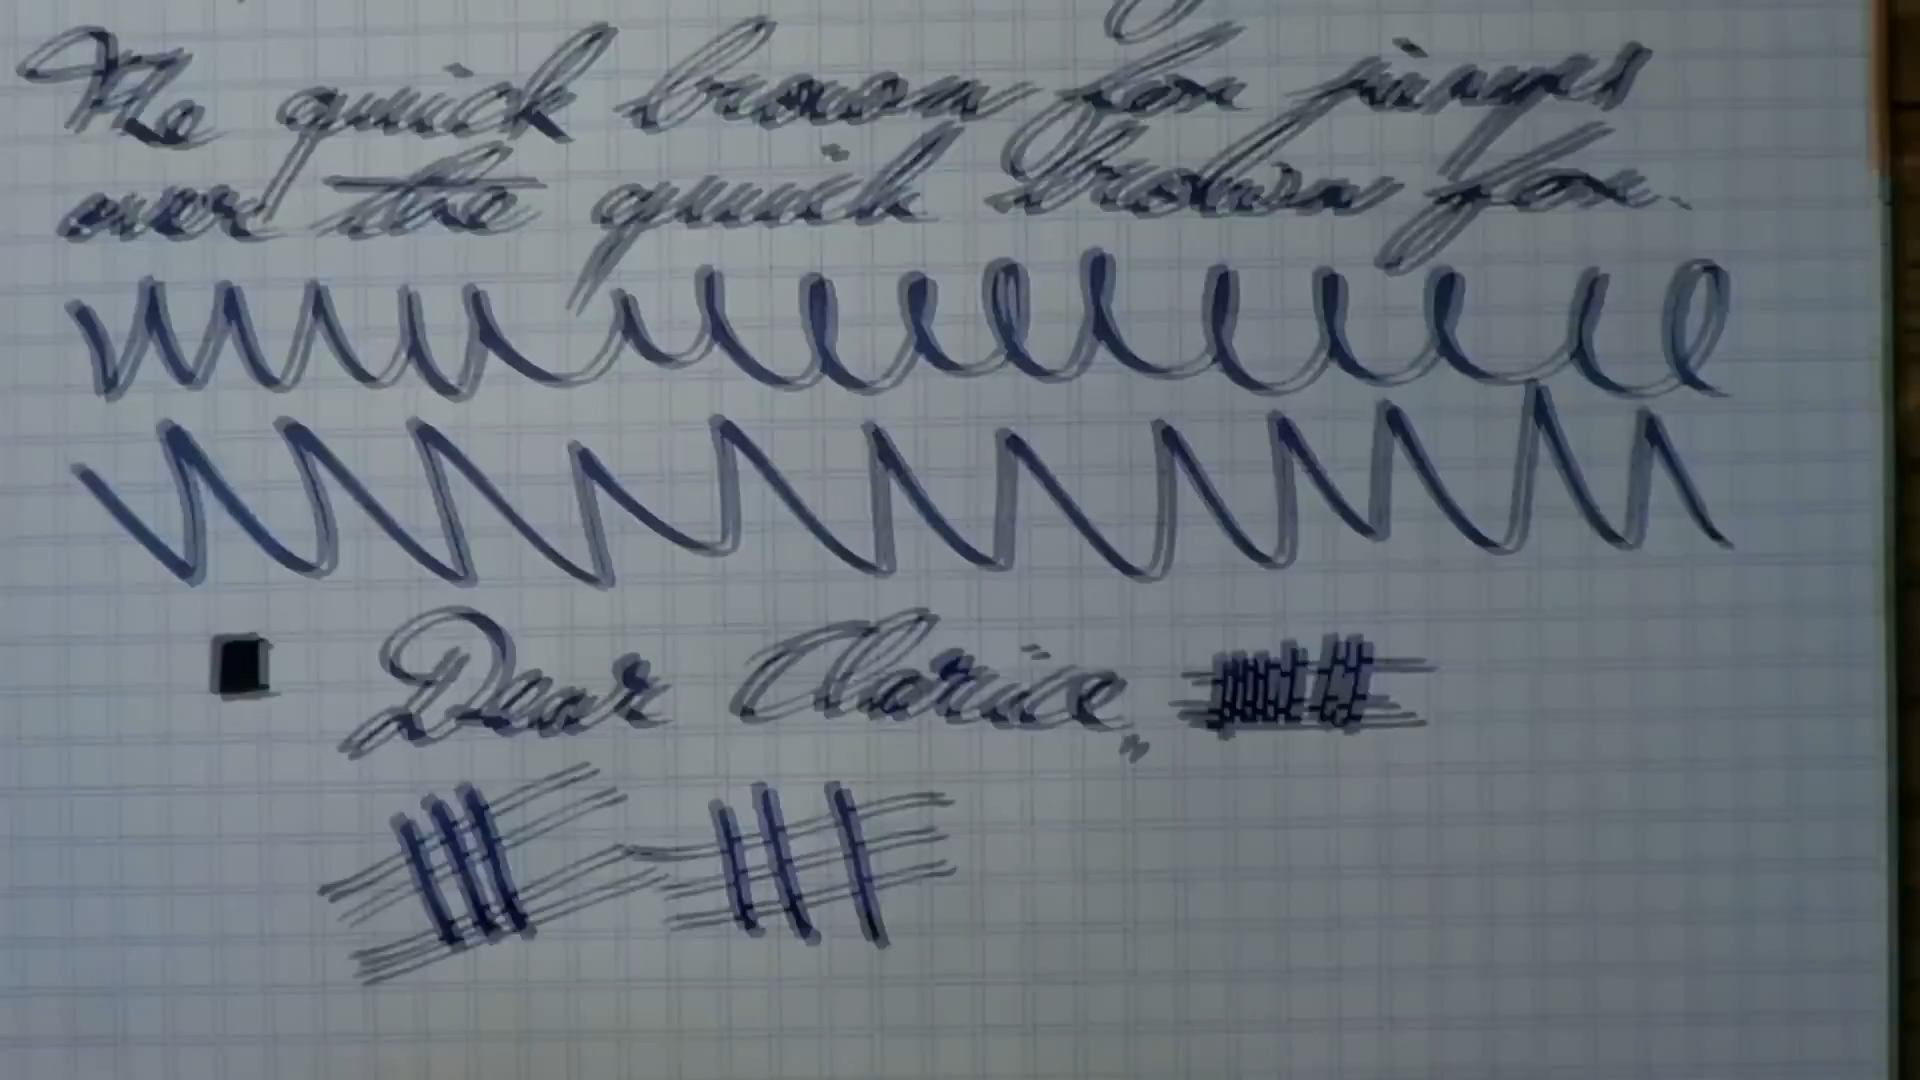 The quick brown fox jumps
over the quick brown fox.
Dear Clarice,